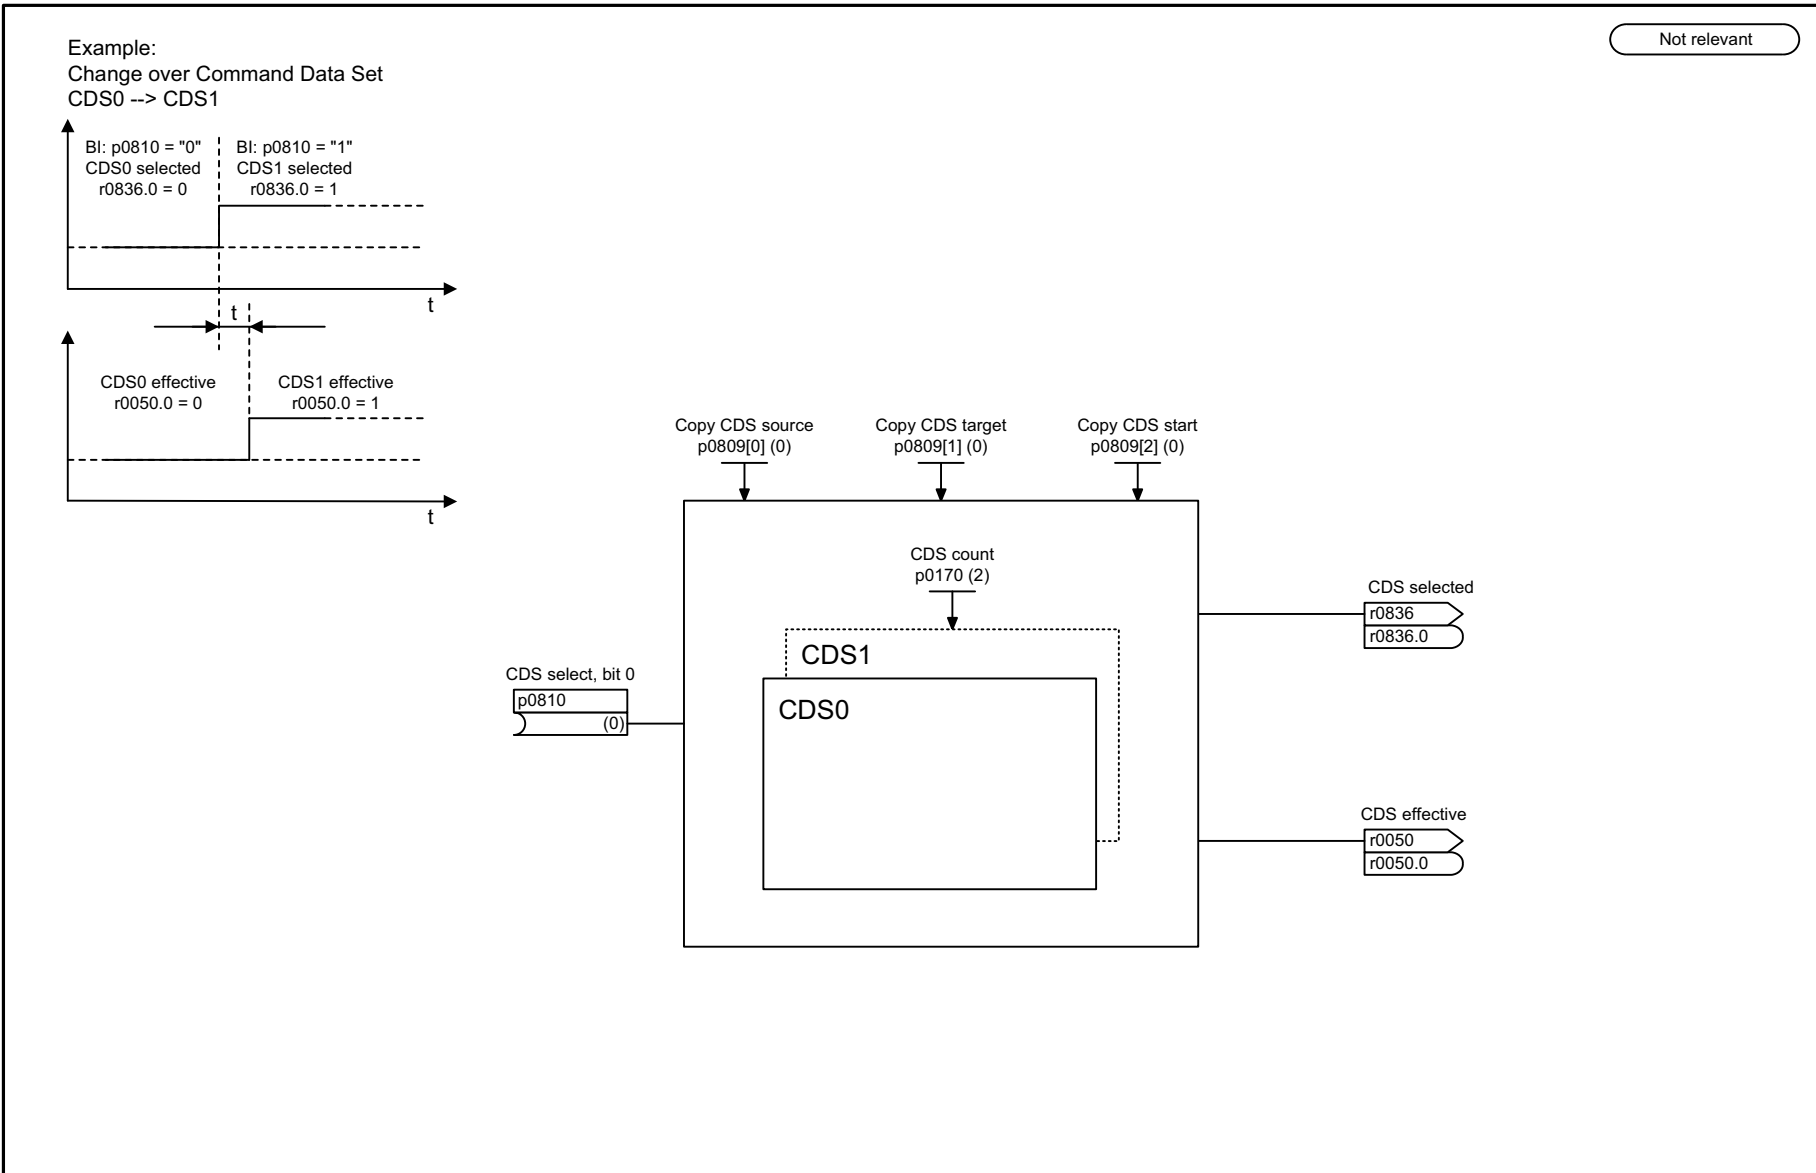 Example:
Change over Command Data Set
CDS0 --> CDS1
Not relevant
BI: p0810 = "0"
CDS0 selected
r0836.0 = 0
BI: p0810 = "1"
CDS1 selected
r0836.0 = 1
t
t
CDS0 effective
r0050.0 = 0
CDS1 effective
r0050.0 = 1
t
Copy CDS source
p0809[0] (0)
Copy CDS target
p0809[1] (0)
Copy CDS start
p0809[2] (0)
CDS count
p0170 (2)
CDS1
CDS0
CDS select, bit 0
p0810
(0)
CDS selected
r0836
r0836.0
CDS effective
r0050
r0050.0